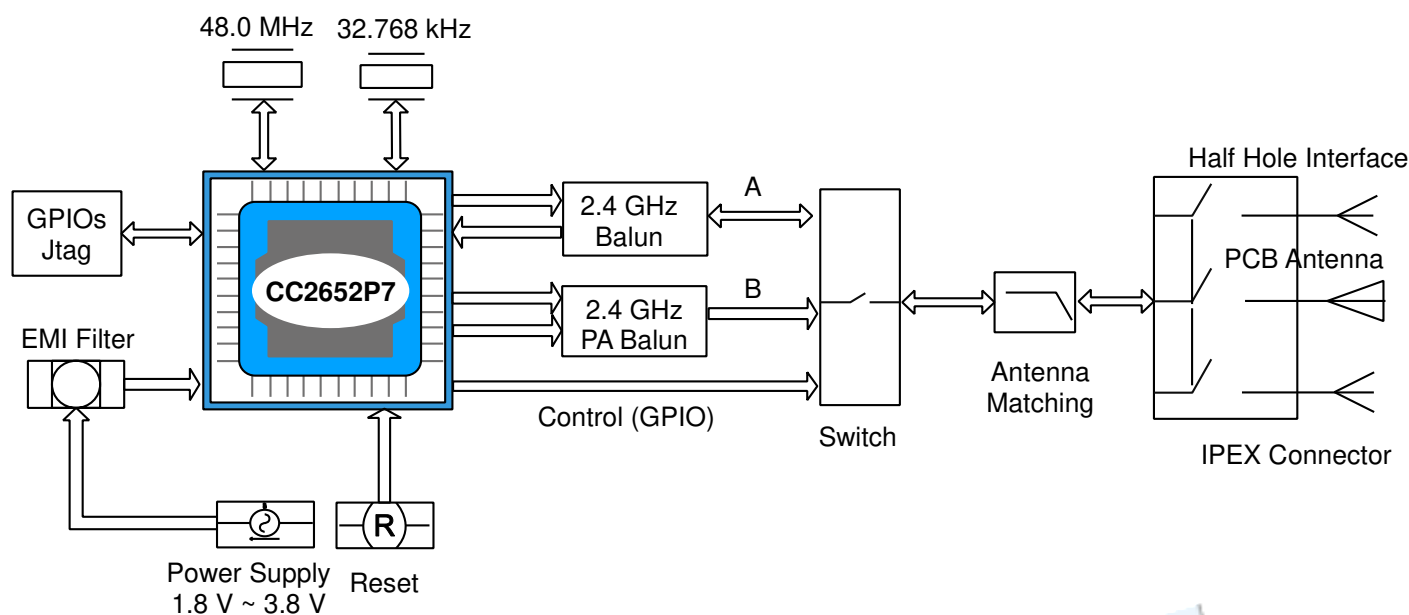 48.0 MHz
32.768 kHz
GPIOs
Jtag
CC2652P7
2.4 GHz
Balun
A
2.4 GHz
PA Balun
B
Control (GPIO)
Switch
Antenna
Matching
Half Hole Interface
PCB Antenna
IPEX Connector
EMI Filter
Power Supply
1.8 V ~ 3.8 V
R
Reset